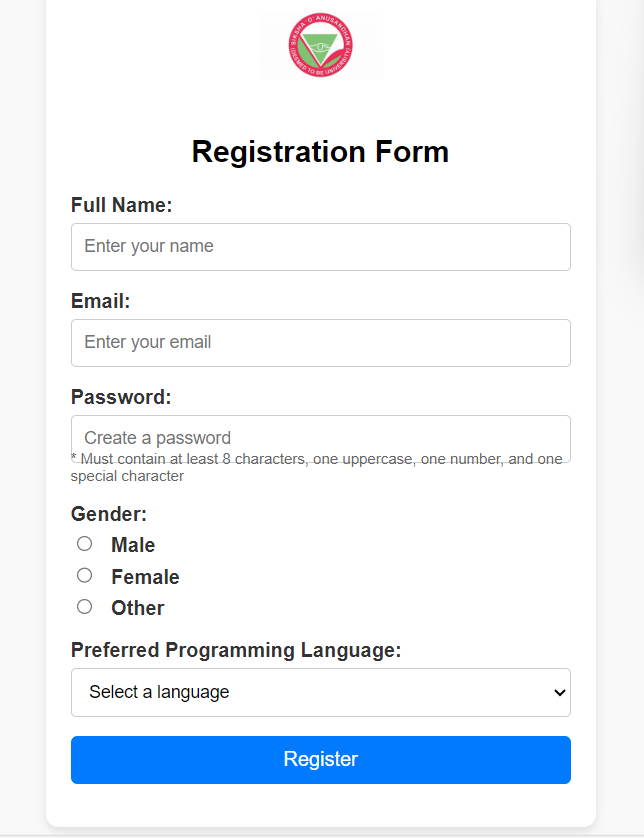 SIKSHA 'O' ANUSANDHAN
(DEEMED TO BE UNIVERSITY)
Registration Form
Full Name:
Enter your name
Email:
Enter your email
Password:
Create a password
* Must contain at least 8 characters, one uppercase, one number, and one
special character
Gender:
Male
Female
Other
Preferred Programming Language:
Select a language
Register